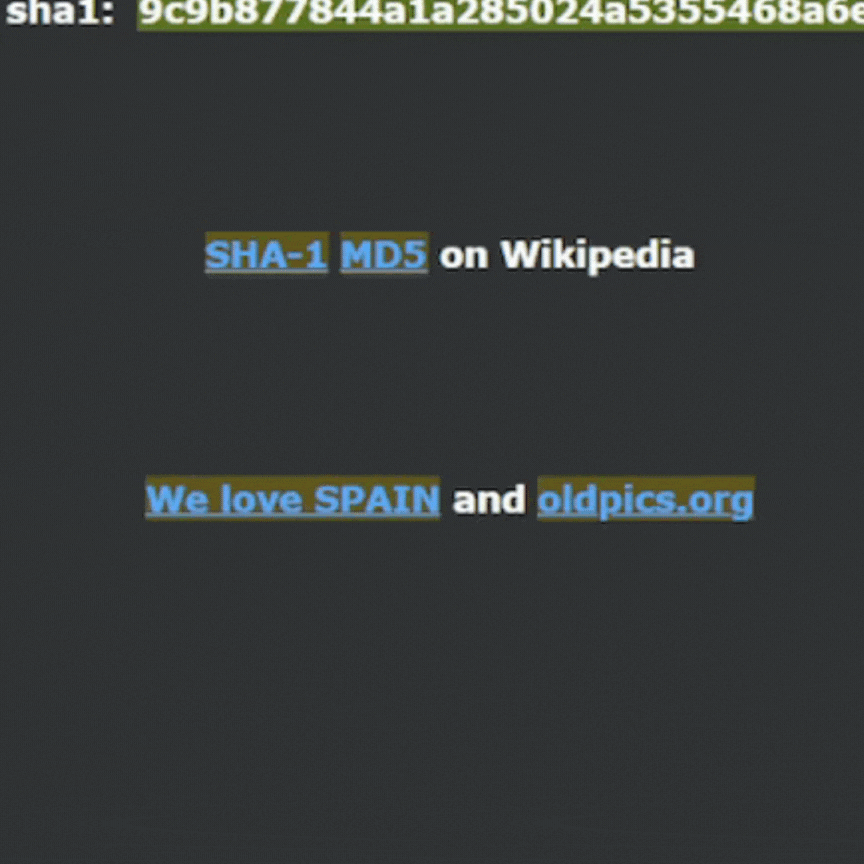 sha1: 9c9b877844a1a285024a5355468a6e
SHA-1 MD5 on Wikipedia
We love SPAIN and oldpics.org